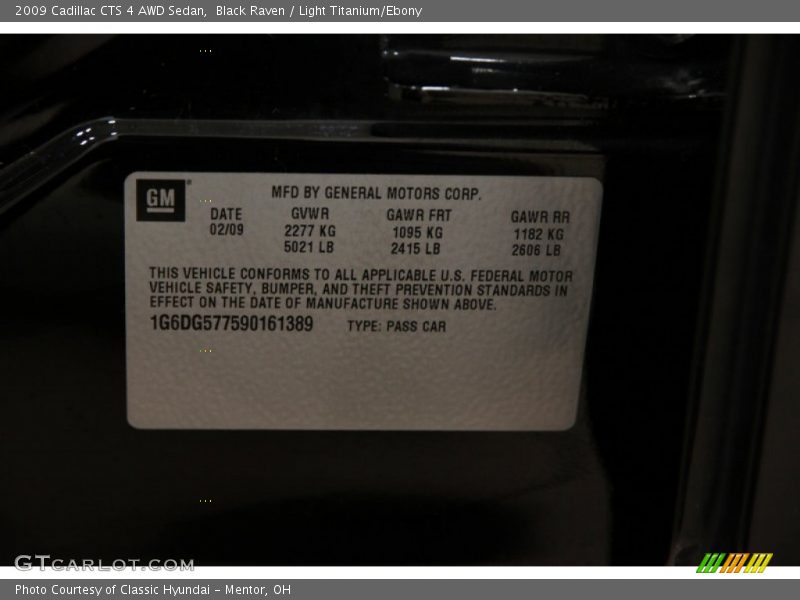 2009 Cadillac CTS 4 AWD Sedan, Black Raven / Light Titanium/Ebony
GM
MFD BY GENERAL MOTORS CORP.
DATE GVWR GAWR FRT GAWR RR
02/09 2277 KG 1095 KG 1182 KG
5021 LB 2415 LB 2606 LB
THIS VEHICLE CONFORMS TO ALL APPLICABLE U.S. FEDERAL MOTOR
VEHICLE SAFETY, BUMPER, AND THEFT PREVENTION STANDARDS IN
EFFECT ON THE DATE OF MANUFACTURE SHOWN ABOVE.
1G6DG577590161389 TYPE: PASS CAR
GTCARLOT.COM
Photo Courtesy of Classic Hyundai - Mentor, OH